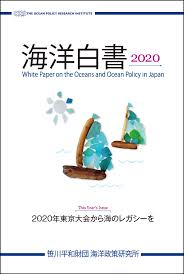 THE OCEAN POLICY RESEARCH INSTITUTE
海洋白書 2020
White Paper on the Oceans and Ocean Policy in Japan
This Year's Issue
2020年東京大会から海のレガシーを
笹川平和財団 海洋政策研究所